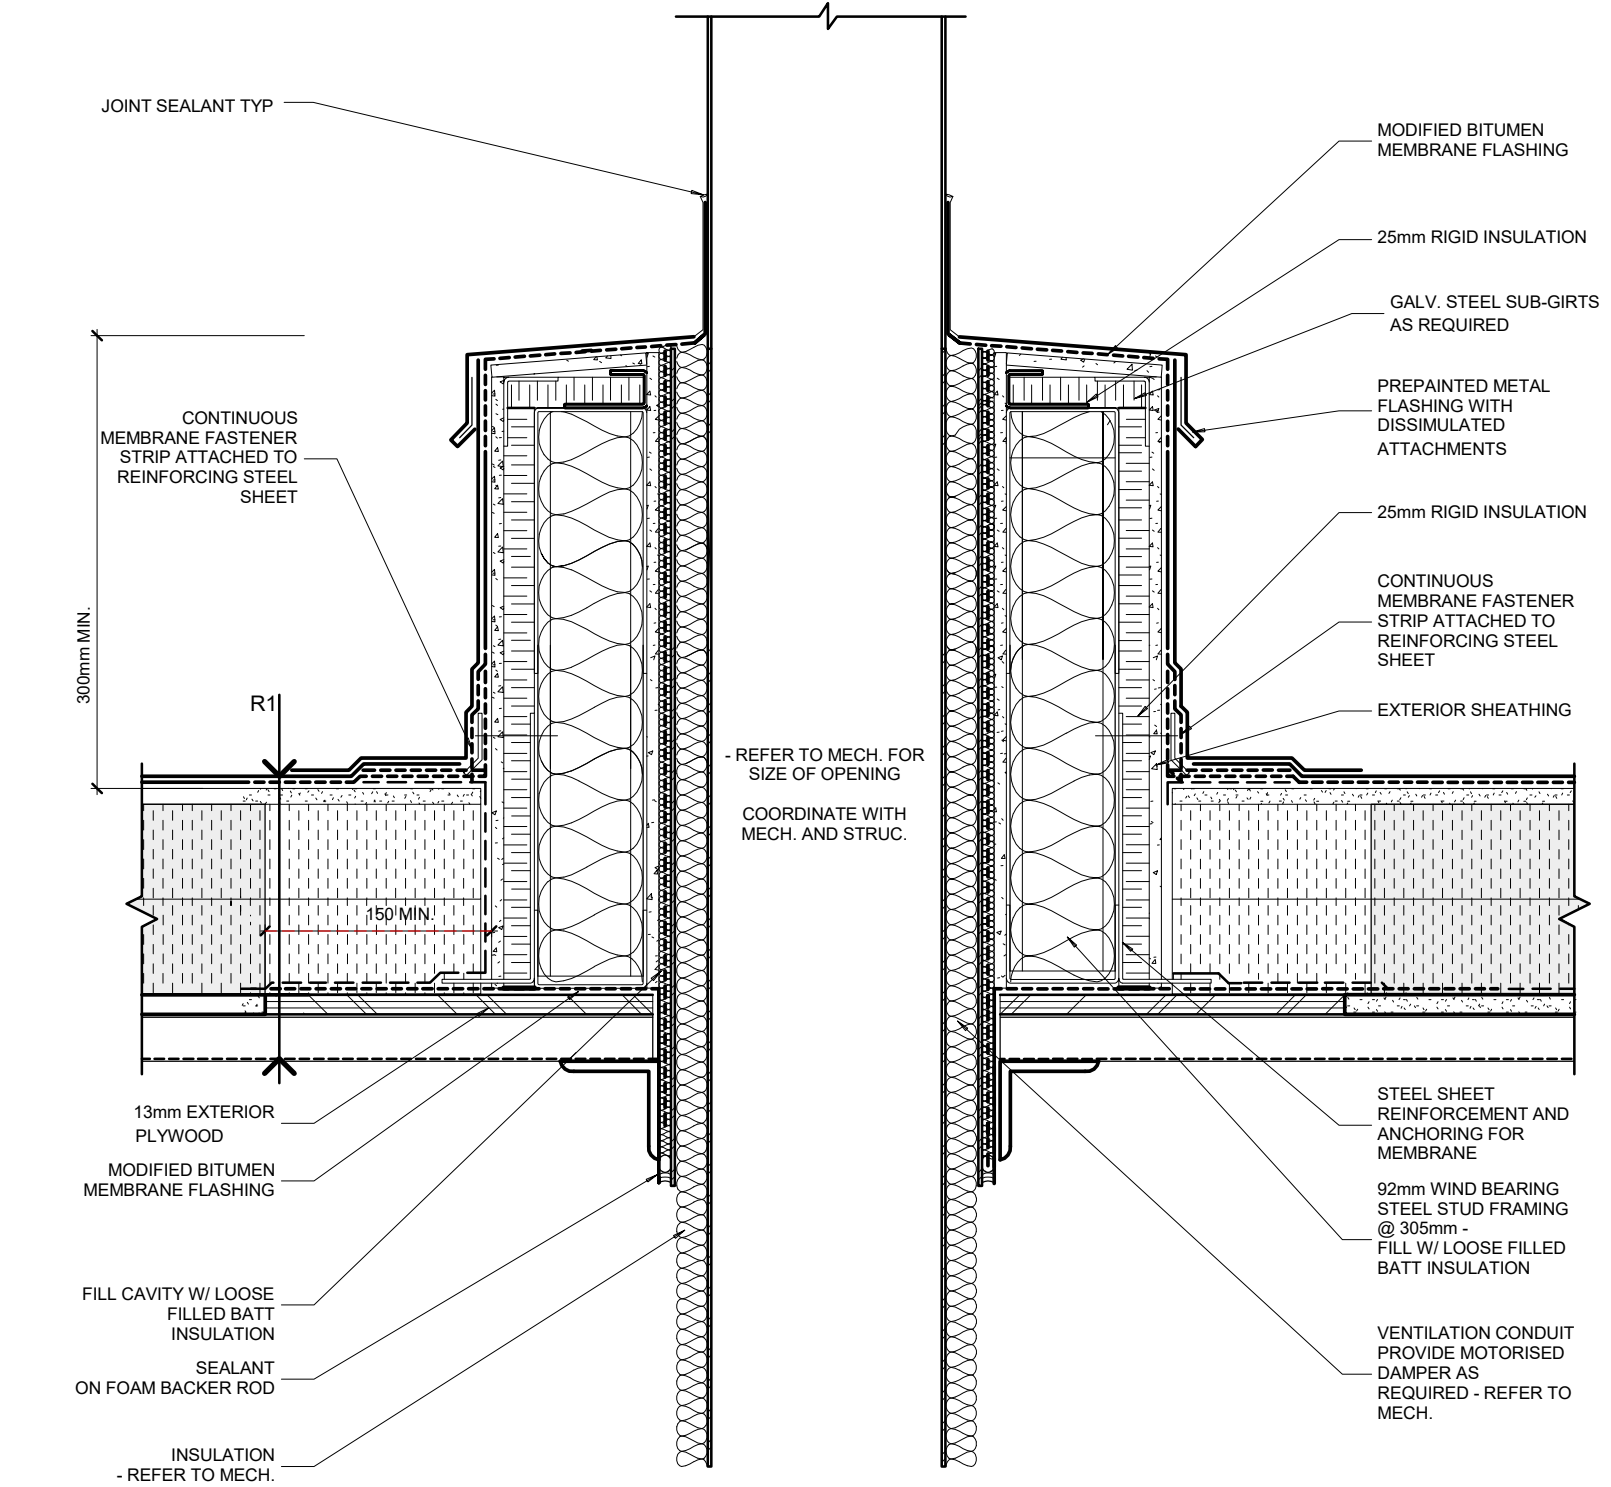 JOINT SEALANT TYP
CONTINUOUS
MEMBRANE FASTENER
STRIP ATTACHED TO
REINFORCING STEEL
SHEET
300mm MIN.
R1
150 MIN.
13mm EXTERIOR
PLYWOOD
MODIFIED BITUMEN
MEMBRANE FLASHING
FILL CAVITY W/ LOOSE
FILLED BATT
INSULATION
SEALANT
ON FOAM BACKER ROD
INSULATION
- REFER TO MECH.
- REFER TO MECH. FOR
SIZE OF OPENING
COORDINATE WITH
MECH. AND STRUC.
MODIFIED BITUMEN
MEMBRANE FLASHING
25mm RIGID INSULATION
GALV. STEEL SUB-GIRTS
AS REQUIRED
PREPAINTED METAL
FLASHING WITH
DISSIMULATED
ATTACHMENTS
25mm RIGID INSULATION
CONTINUOUS
MEMBRANE FASTENER
STRIP ATTACHED TO
REINFORCING STEEL
SHEET
EXTERIOR SHEATHING
STEEL SHEET
REINFORCEMENT AND
ANCHORING FOR
MEMBRANE
92mm WIND BEARING
STEEL STUD FRAMING
@ 305mm -
FILL W/ LOOSE FILLED
BATT INSULATION
VENTILATION CONDUIT
PROVIDE MOTORISED
DAMPER AS
REQUIRED - REFER TO
MECH.